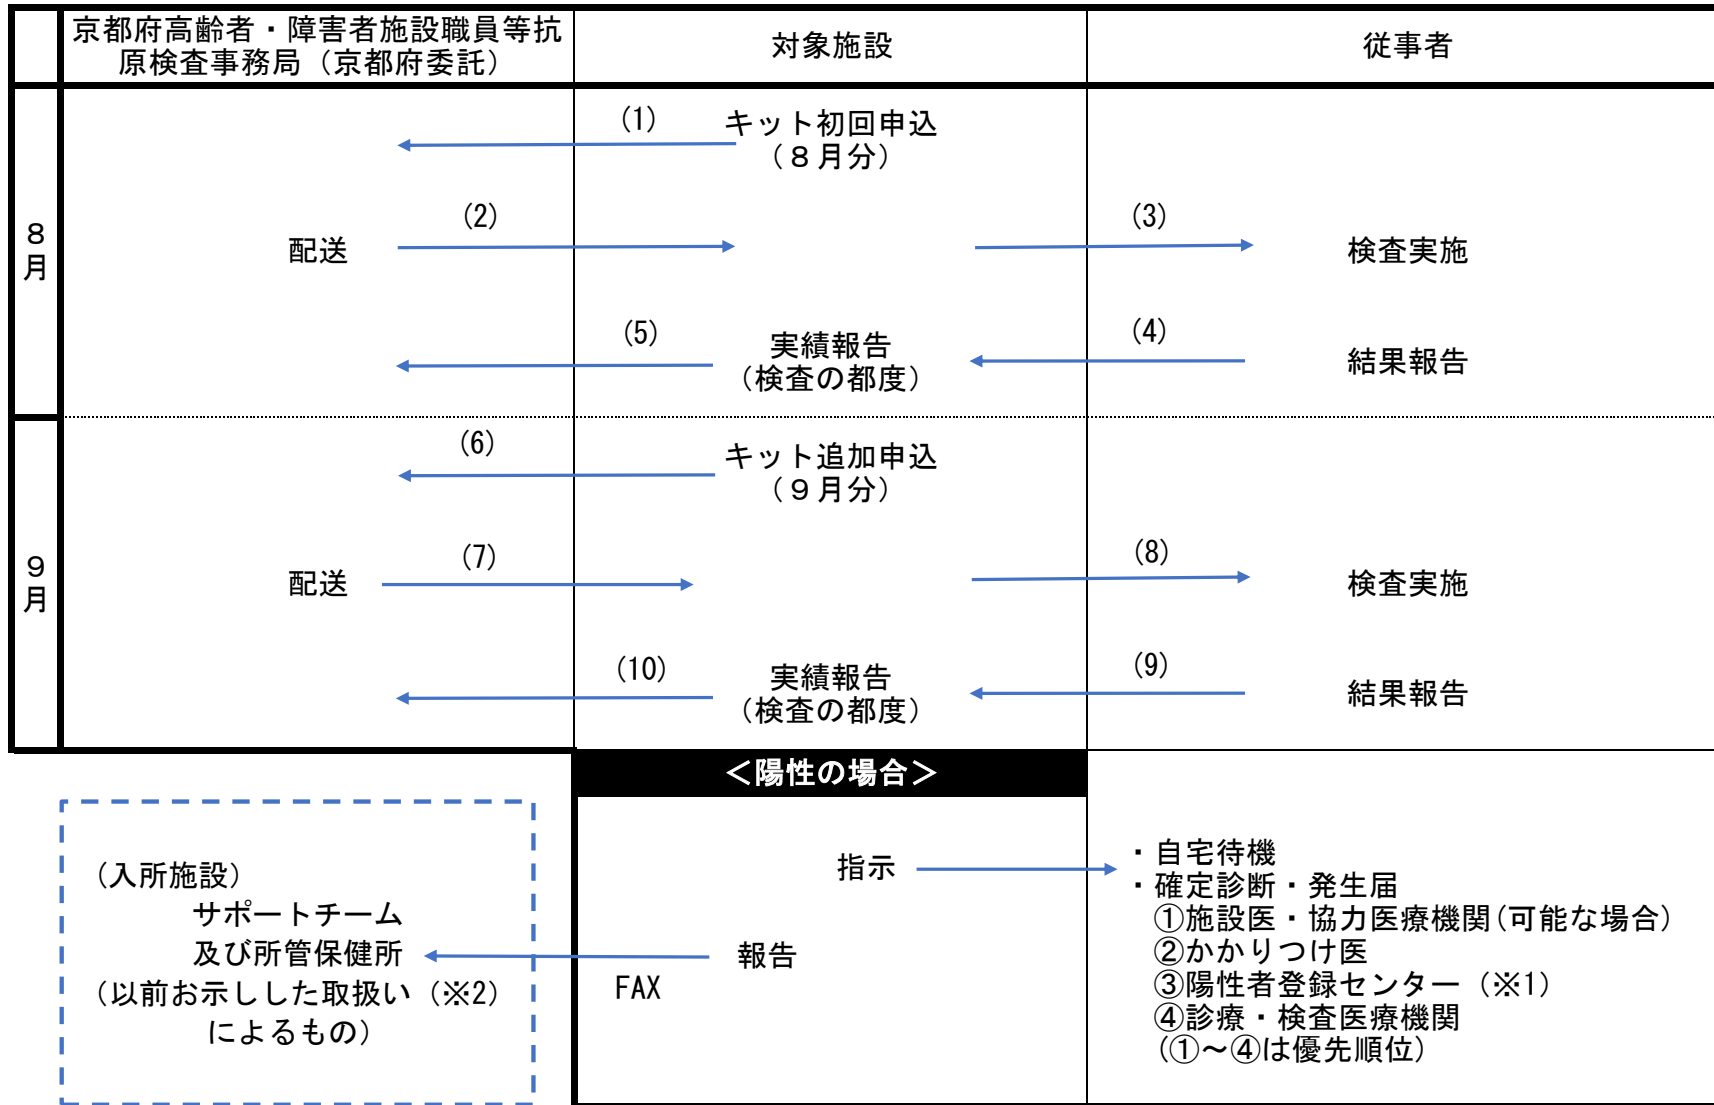 京都府高齢者・障害者施設職員等抗
原検査事務局（京都府委託）
対象施設
従事者
8
月
(1)
キット初回申込
（８月分）
(2)
配送
(3)
検査実施
(5)
実績報告
（検査の都度）
(4)
結果報告
9
月
(6)
キット追加申込
（９月分）
(7)
配送
(8)
検査実施
(10)
実績報告
（検査の都度）
(9)
結果報告
＜陽性の場合＞
（入所施設）
サポートチーム
及び所管保健所
（以前お示しした取扱い（※2）
によるもの）
指示
報告
FAX
・自宅待機
・確定診断・発生届
①施設医・協力医療機関(可能な場合)
②かかりつけ医
③陽性者登録センター（※1）
④診療・検査医療機関
（①～④は優先順位）